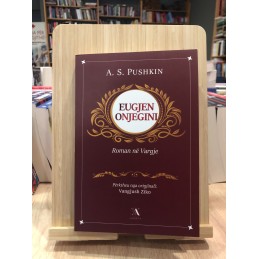 A. S. PUSHKIN
EUGJEN
ONJEGINI
Roman në Vargje
Përktheu nga origjinali:
Vangjush Ziko
A